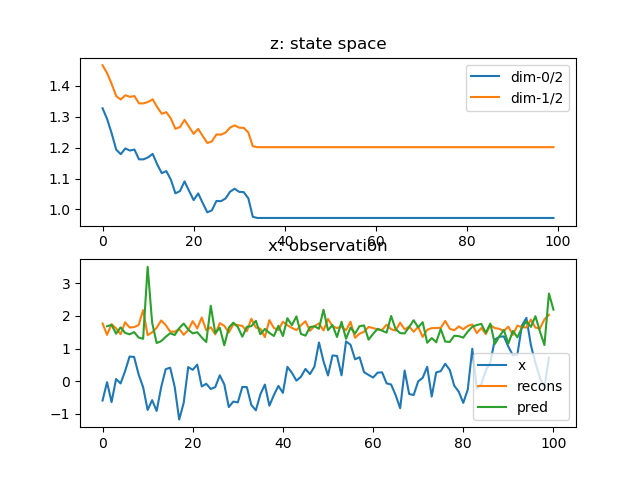 z: state space
1.4
1.3
1.2
1.1
1.0
dim-0/2
dim-1/2
0 20 40 60 80 100
x: observation
3
2
1
0
−1
x
recons
pred
0 20 40 60 80 100